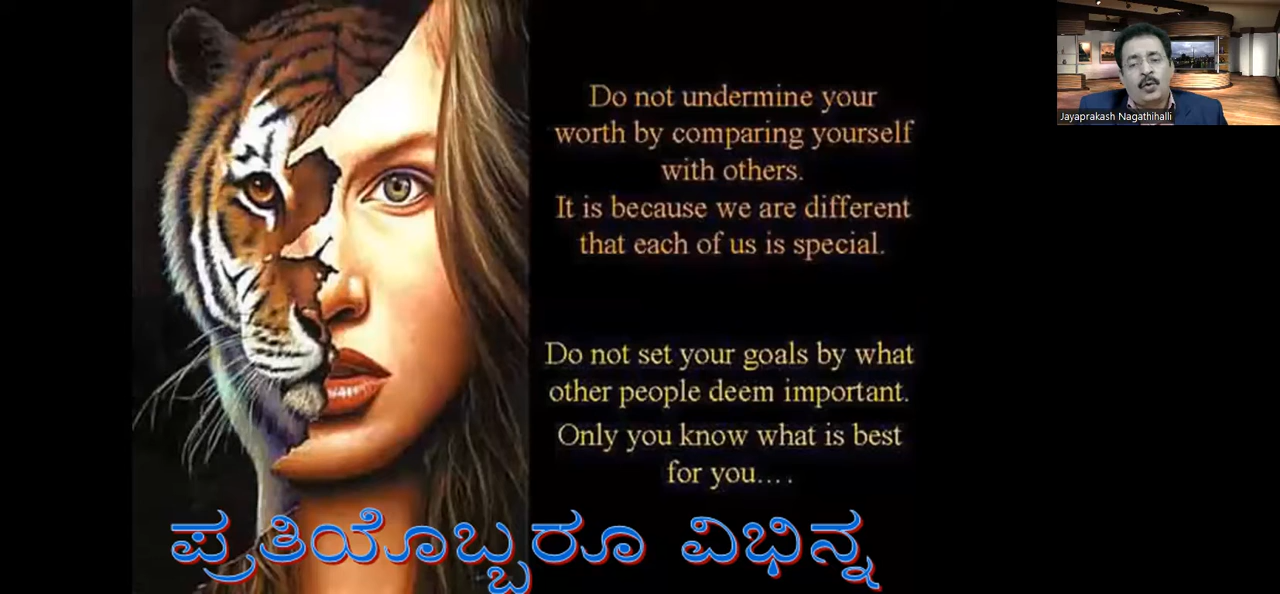 Do not undermine your
worth by comparing yourself
with others.
It is because we are different
that each of us is special.
Do not set your goals by what
other people deem important.
Only you know what is best
for you....
ಪ್ರತಿಯೊಬ್ಬರೂ ವಿಭಿನ್ನ
Jayaprakash Nagathihalli